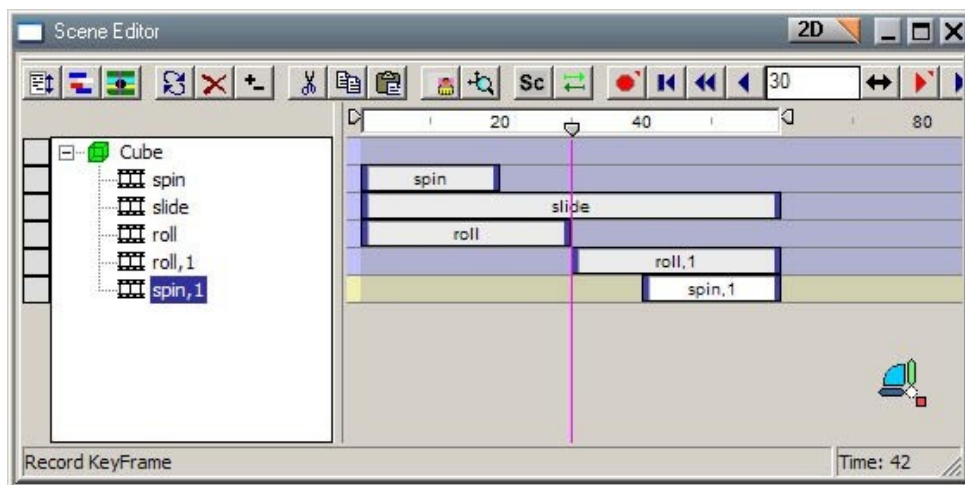 Scene Editor 2D
Sc 30
20 40 80
Cube
spin spin
slide slide
roll roll
roll,1 roll,1
spin,1 spin,1
Record KeyFrame Time: 42